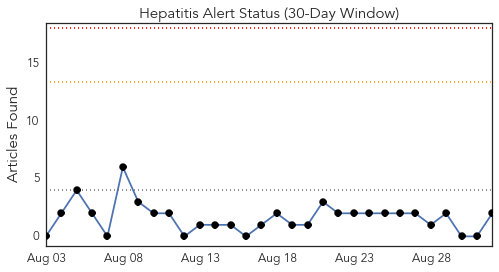 Hepatitis Alert Status (30-Day Window)
Articles Found
15
10
5
0
Aug 03 Aug 08 Aug 13 Aug 18 Aug 23 Aug 28